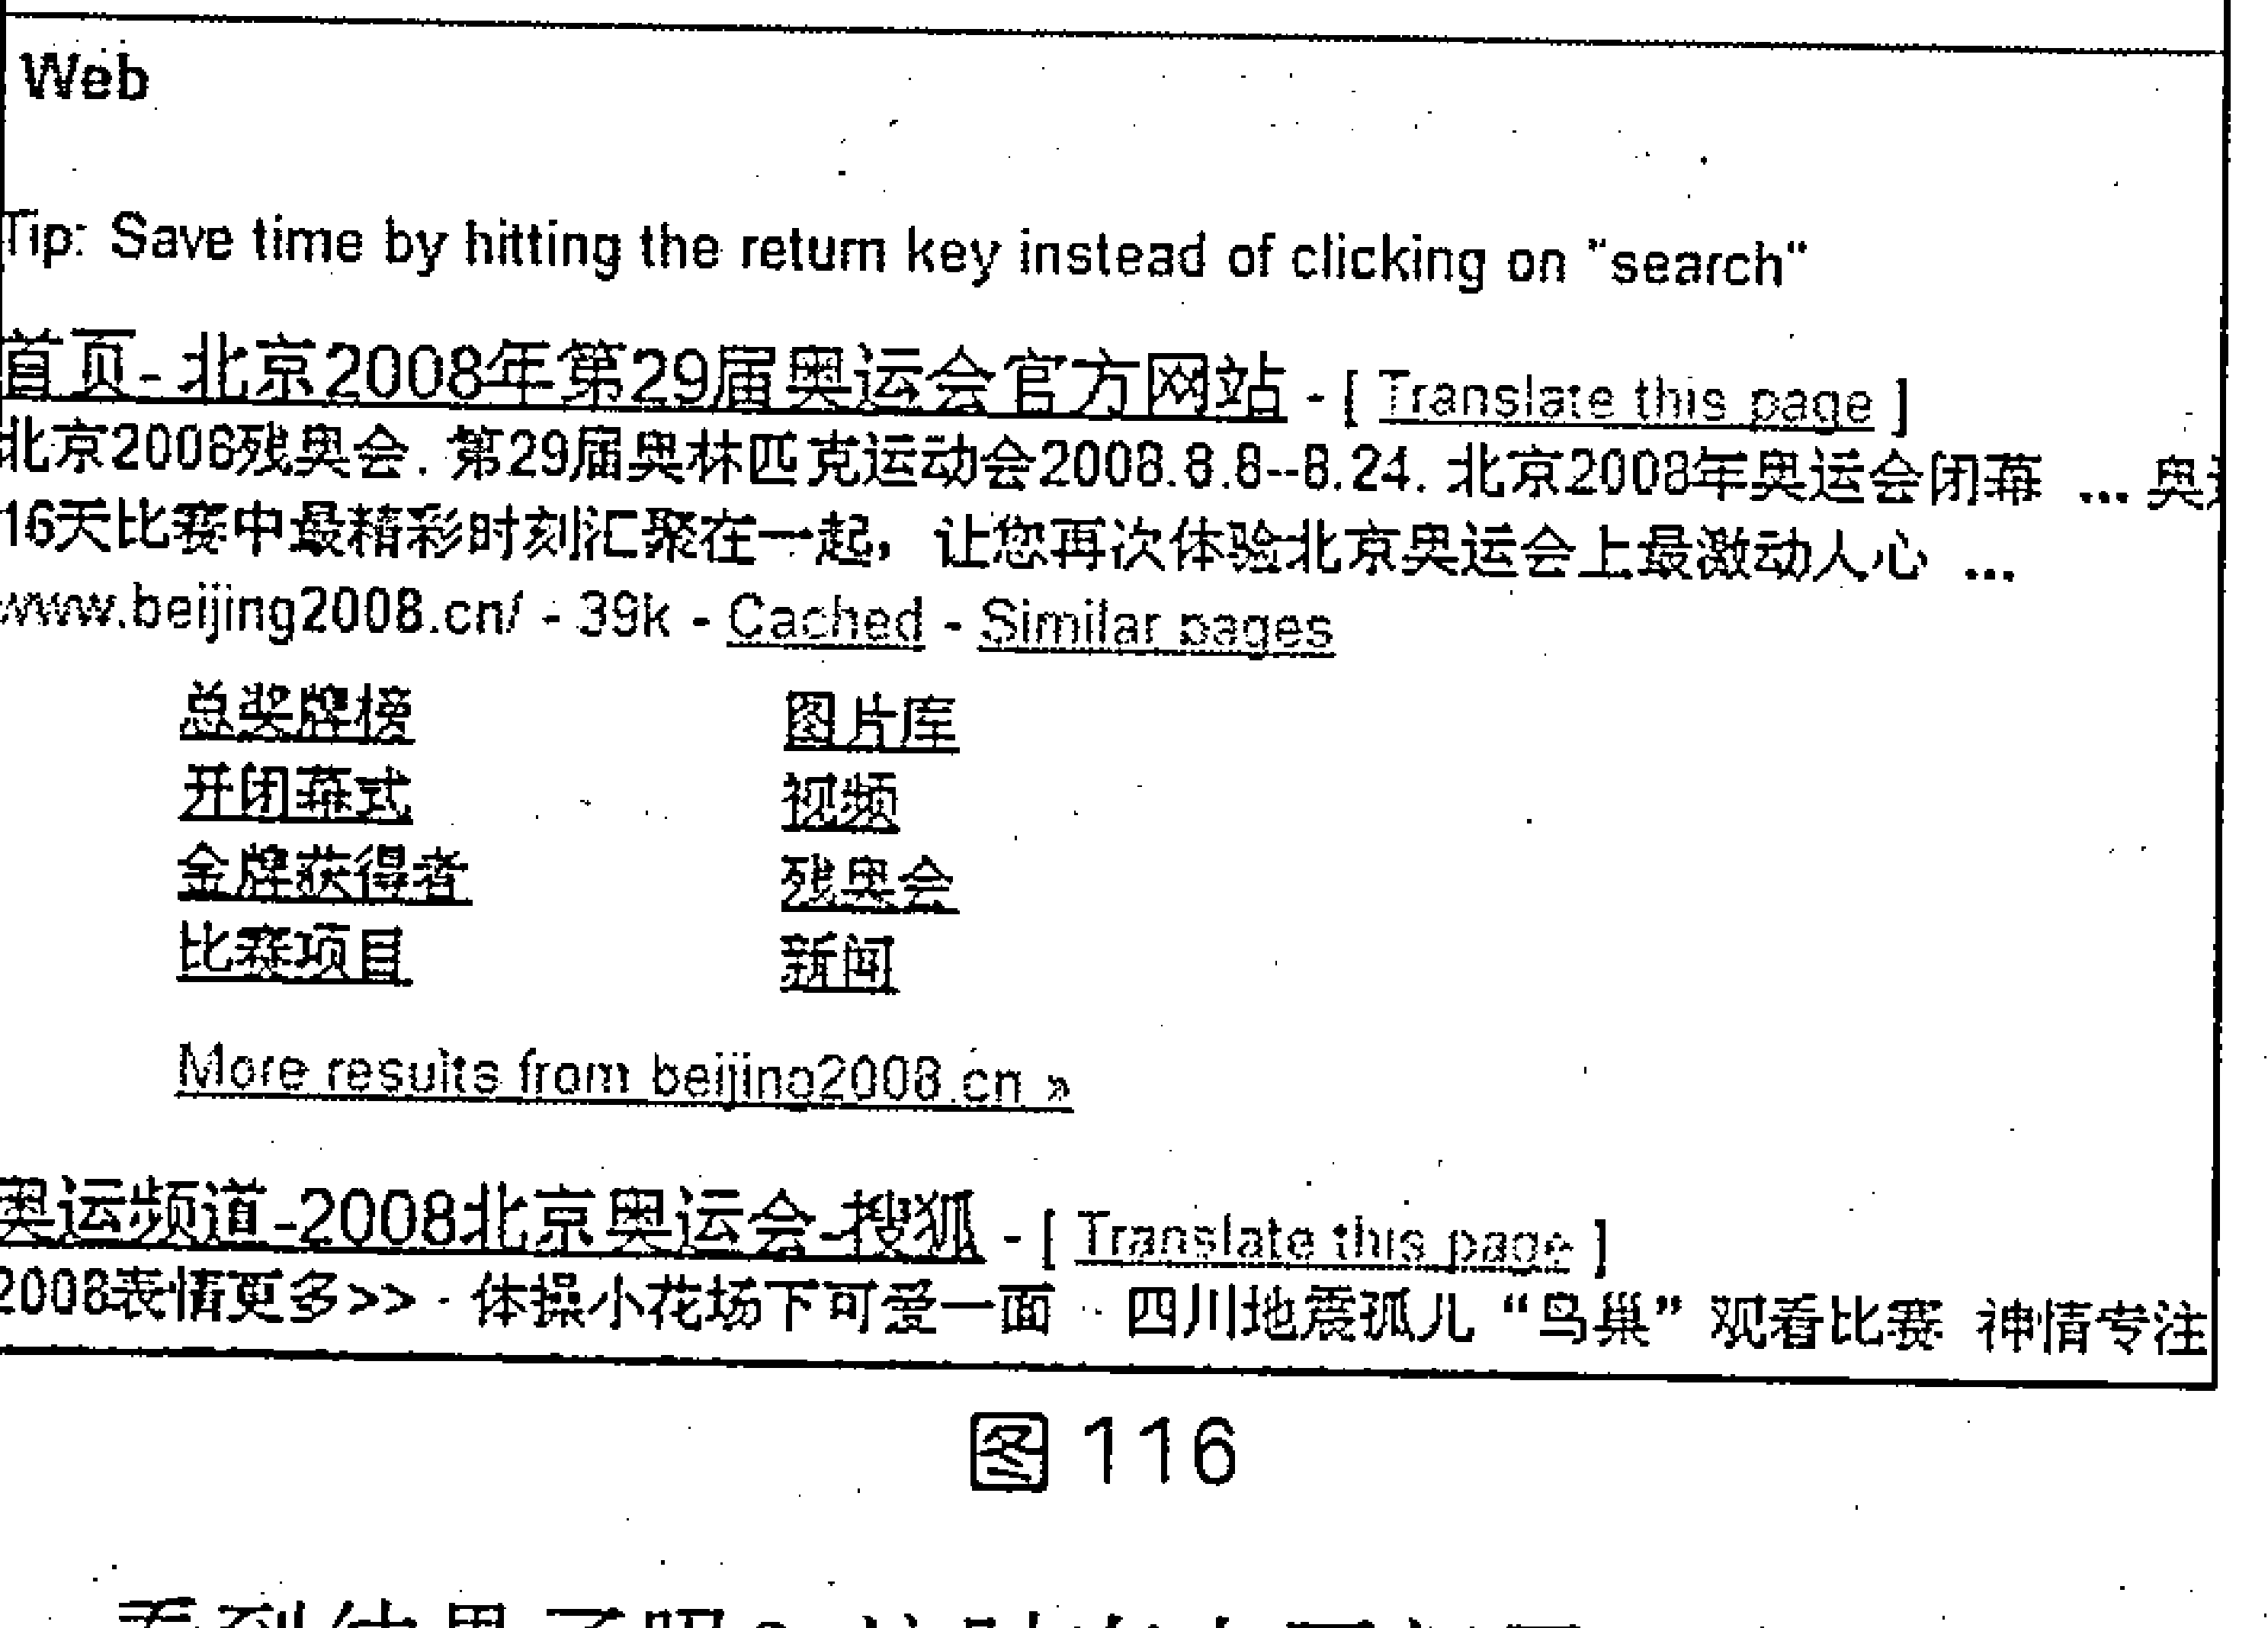 Web
Tip: Save time by hitting the return key instead of clicking on "search"
首页- 北京2008年第29届奥运会官方网站 - [ Translate this page ]
北京2008残奥会. 第29届奥林匹克运动会2008.8.8--8.24. 北京2008年奥运会闭幕 ... 奥
16天比赛中最精彩时刻汇聚在一起，让您再次体验北京奥运会上最激动人心 ...
www.beijing2008.cn/ - 39k - Cached - Similar pages
总奖牌榜 图片库
开闭幕式 视频
金牌获得者 残奥会
比赛项目 新闻
More results from beijing2008.cn »
奥运频道-2008北京奥运会-搜狐 - [ Translate this page ]
2008表情更多>> · 体操小花场下可爱一面 · 四川地震孤儿“鸟巢”观看比赛 神情专注
图 116